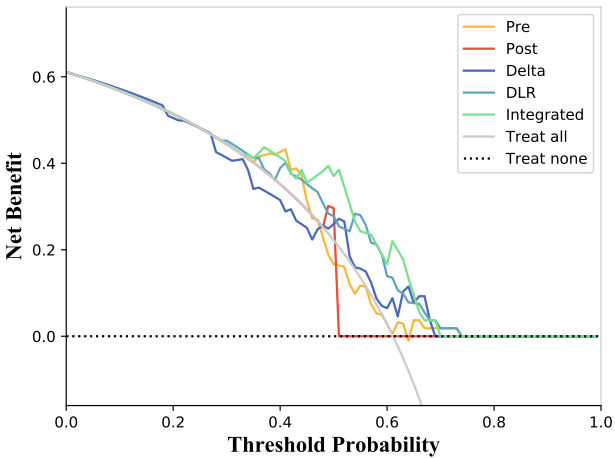 Pre
Post
Delta
DLR
Integrated
Treat all
Treat none
0.6
0.4
0.2
0.0
Net Benefit
0.0 0.2 0.4 0.6 0.8 1.0
Threshold Probability